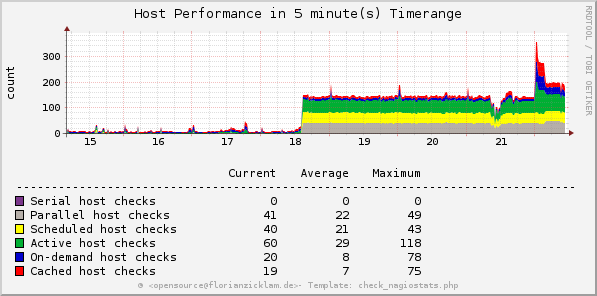 Host Performance in 5 minute(s) Timerange
RRDTOOL / TOBI OETIKER
count
300
200
100
0
15 16 17 18 19 20 21
Current Average Maximum
Serial host checks 0 0 0
Parallel host checks 41 22 49
Scheduled host checks 40 21 43
Active host checks 60 29 118
On-demand host checks 20 8 78
Cached host checks 19 7 75
© <opensource@florianzicklam.de>- Template: check_nagiostats.php